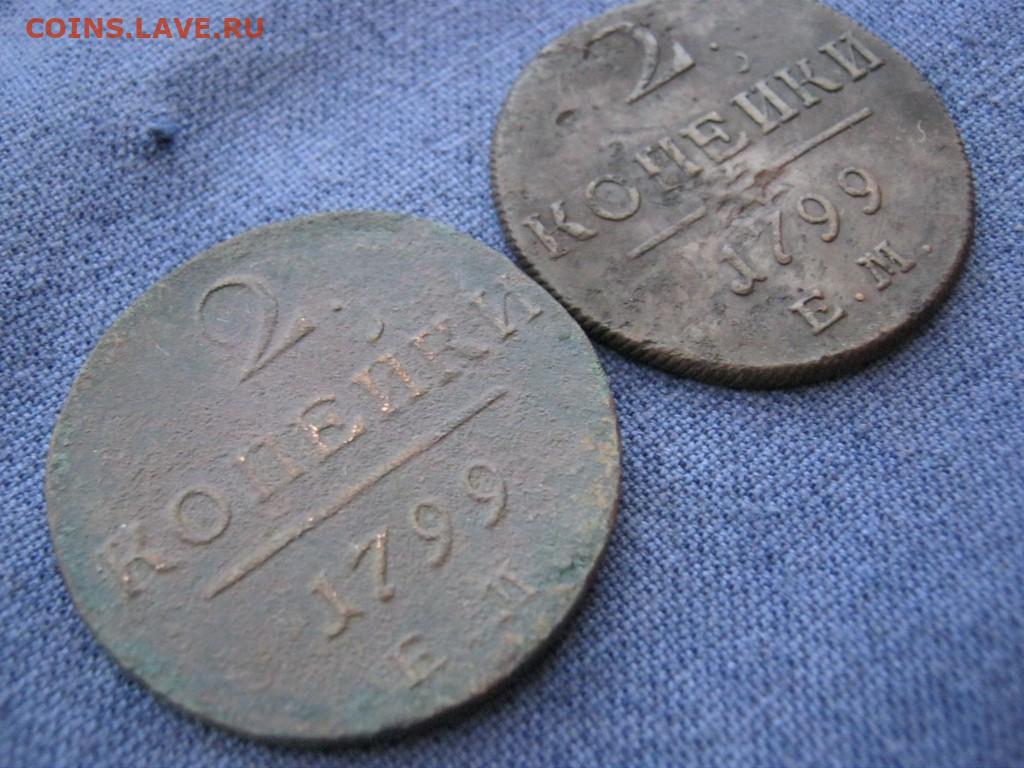 COINS.LAVE.RU
2
КОПЕЙКИ
1799
Е.М.
2
КОПЕЙКИ
1799
Е М